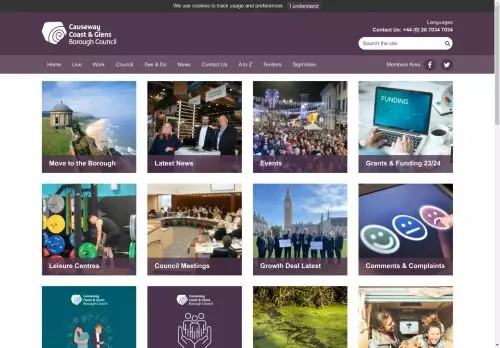 We use cookies to track usage and preferences I understand
Causeway
Coast & Glens
Borough Council
Languages
Contact Us: +44 (0) 28 7034 7034
Search the site
Home Live Work Council See & Do News Contact Us A to Z Tenders SignVideo Members Area
FUNDING
Move to the Borough Latest News Events Grants & Funding 23/24
Leisure Centres Council Meetings Growth Deal Latest Comments & Complaints
Causeway
Coast & Glens
Borough Council
Causeway
Coast & Glens
Borough Council